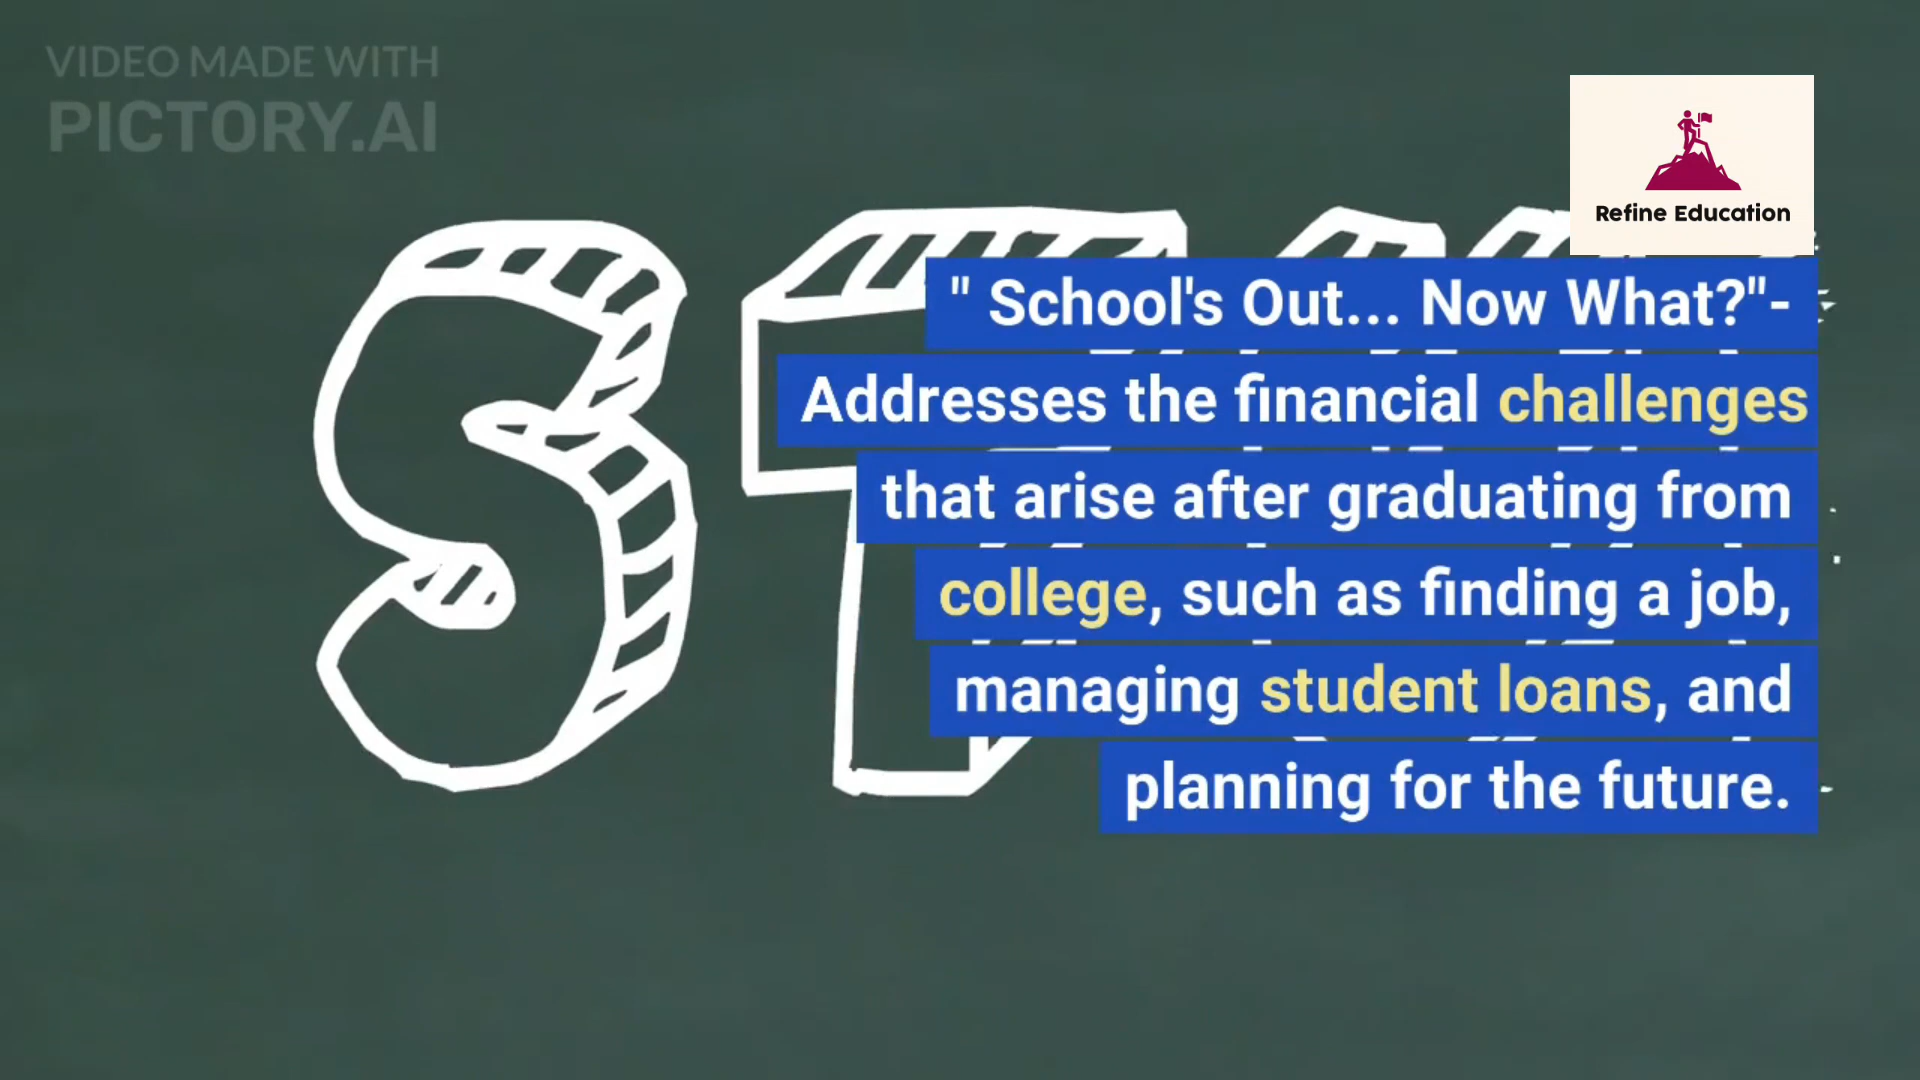 VIDEO MADE WITH
PICTORY.AI
Refine Education
" School's Out... Now What?"-
Addresses the financial challenges
that arise after graduating from
college, such as finding a job,
managing student loans, and
planning for the future.
ST